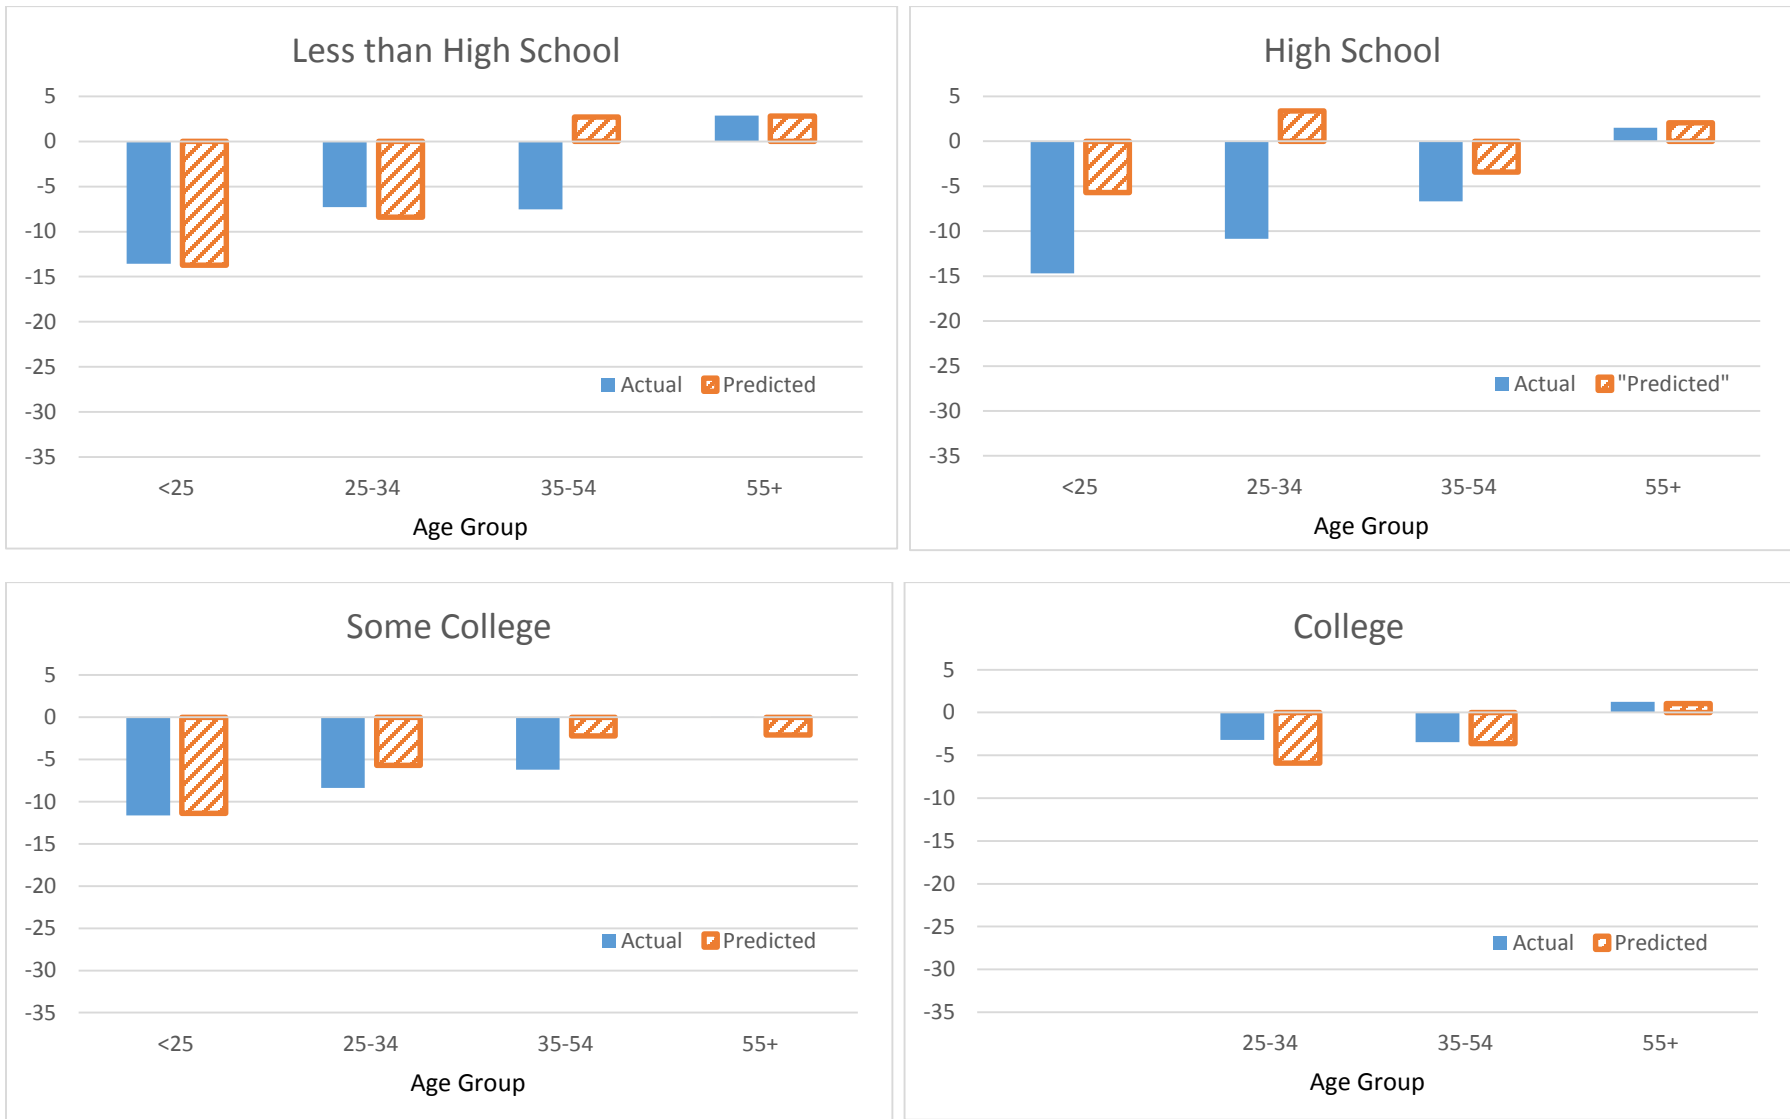 Less than High School
5
0
-5
-10
-15
-20
-25
-30
-35
Actual Predicted
<25 25-34 35-54 55+
Age Group
High School
5
0
-5
-10
-15
-20
-25
-30
-35
Actual "Predicted"
<25 25-34 35-54 55+
Age Group
Some College
5
0
-5
-10
-15
-20
-25
-30
-35
Actual Predicted
<25 25-34 35-54 55+
Age Group
College
5
0
-5
-10
-15
-20
-25
-30
-35
Actual Predicted
25-34 35-54 55+
Age Group